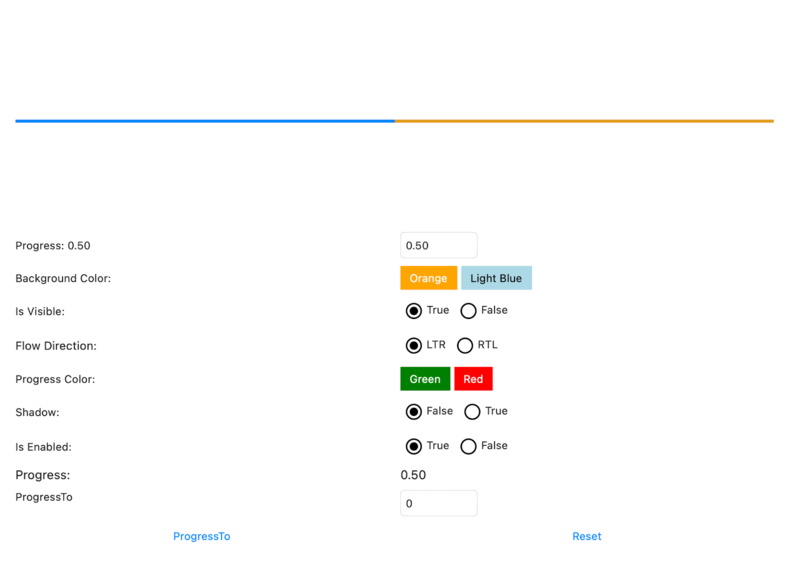 Progress: 0.50 0.50
Background Color: Orange Light Blue
Is Visible: True False
Flow Direction: LTR RTL
Progress Color: Green Red
Shadow: False True
Is Enabled: True False
Progress: 0.50
ProgressTo 0
ProgressTo Reset